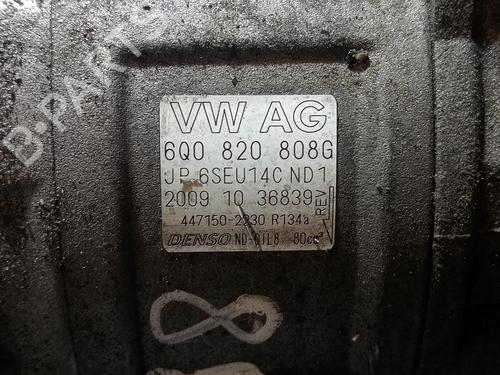 B-PARTS
VW AG
6Q0 820 808G
JP 6SEU14C ND1
2009 10 36839
REV
447150-2230 R134a
DENSO ND-OIL8 80cc
8